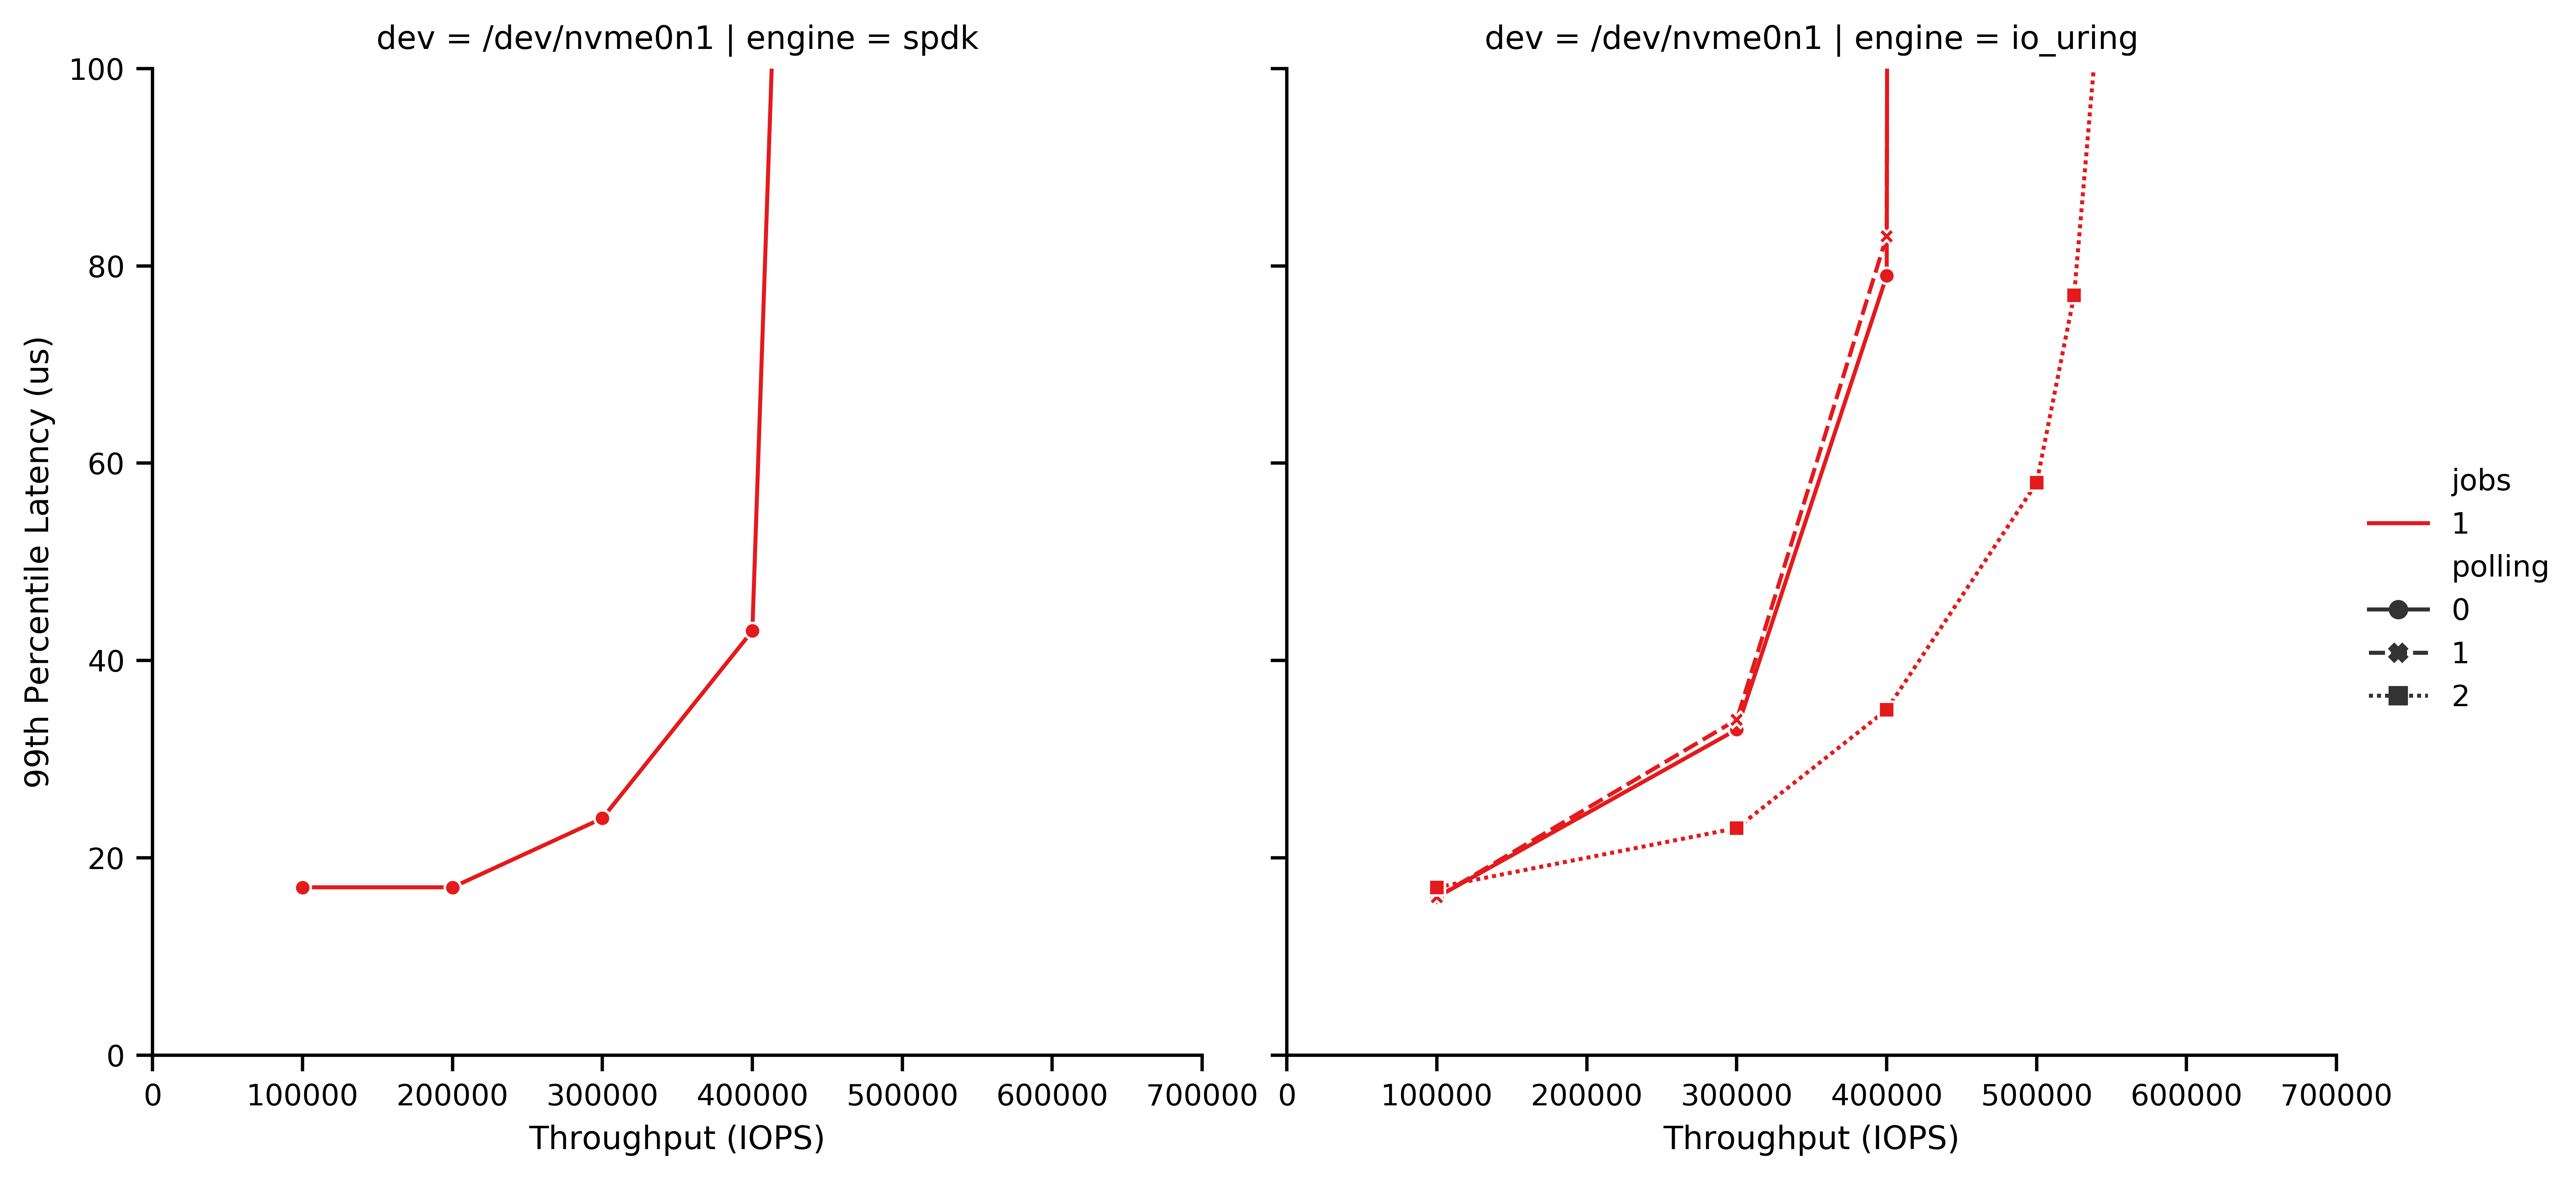 dev = /dev/nvme0n1 | engine = spdk
dev = /dev/nvme0n1 | engine = io_uring
99th Percentile Latency (us)
100
80
60
40
20
0
0 100000 200000 300000 400000 500000 600000 700000
Throughput (IOPS)
0 100000 200000 300000 400000 500000 600000 700000
Throughput (IOPS)
jobs
1
polling
0
1
2